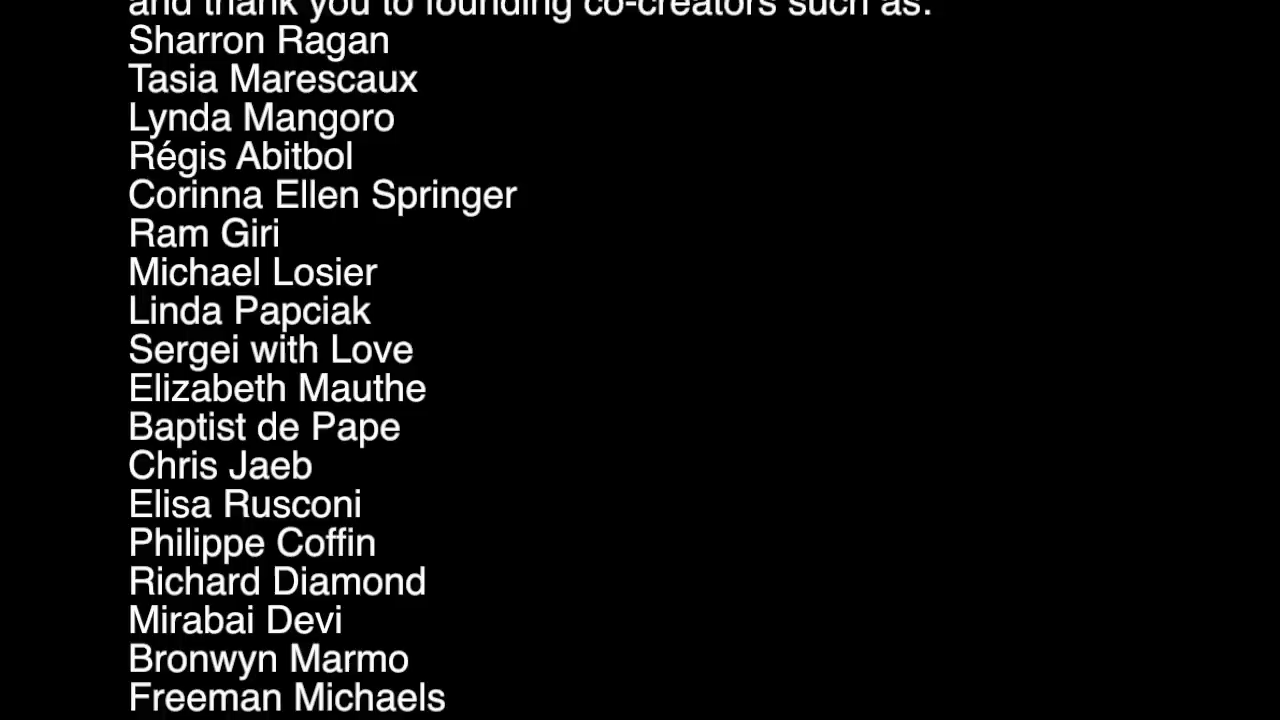 and thank you to founding co-creators such as:
Sharron Ragan
Tasia Marescaux
Lynda Mangoro
Régis Abitbol
Corinna Ellen Springer
Ram Giri
Michael Losier
Linda Papciak
Sergei with Love
Elizabeth Mauthe
Baptist de Pape
Chris Jaeb
Elisa Rusconi
Philippe Coffin
Richard Diamond
Mirabai Devi
Bronwyn Marmo
Freeman Michaels